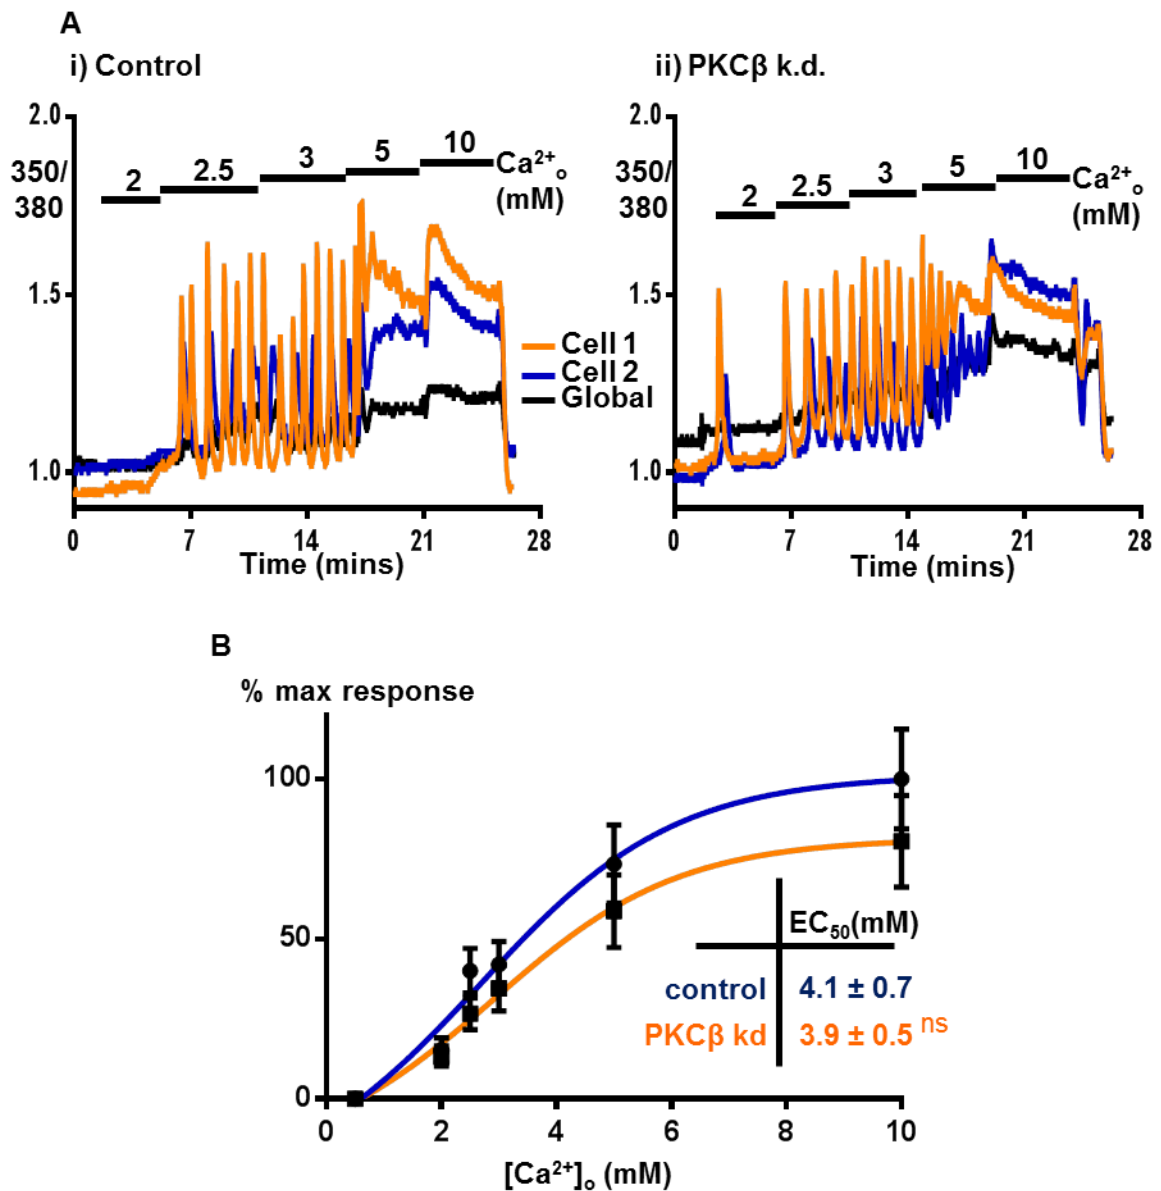 A
i) Control
ii) PKCβ k.d.
2.0
350/
380
1.5
1.0
2
2.5
3
5
10
Ca²⁺ₒ
(mM)
Cell 1
Cell 2
Global
0 7 14 21 28
Time (mins)
2.0
350/
380
1.5
1.0
2
2.5
3
5
10
Ca²⁺ₒ
(mM)
0 7 14 21 28
Time (mins)
B
% max response
100
50
0
EC₅₀(mM)
control 4.1 ± 0.7
PKCβ kd 3.9 ± 0.5 ns
0 2 4 6 8 10
[Ca²⁺]ₒ (mM)